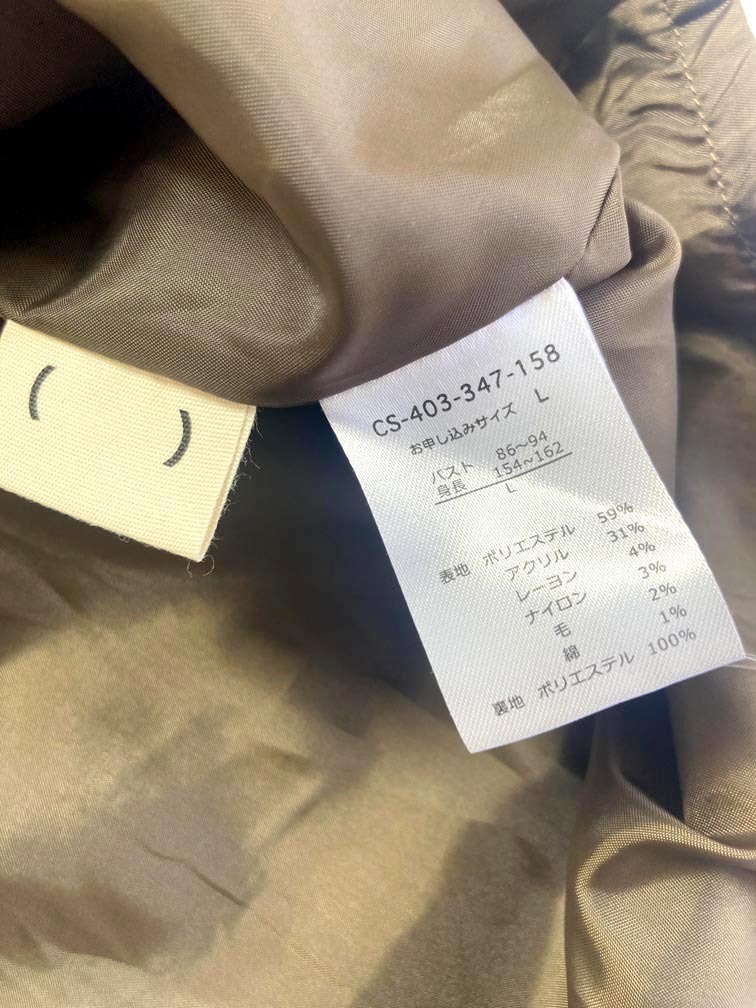 ( )
CS-403-347-158
お申し込みサイズ L
バスト 86～94
身長 154～162
L
表地 ポリエステル 59%
アクリル 31%
レーヨン 4%
ナイロン 3%
毛 2%
綿 1%
裏地 ポリエステル 100%